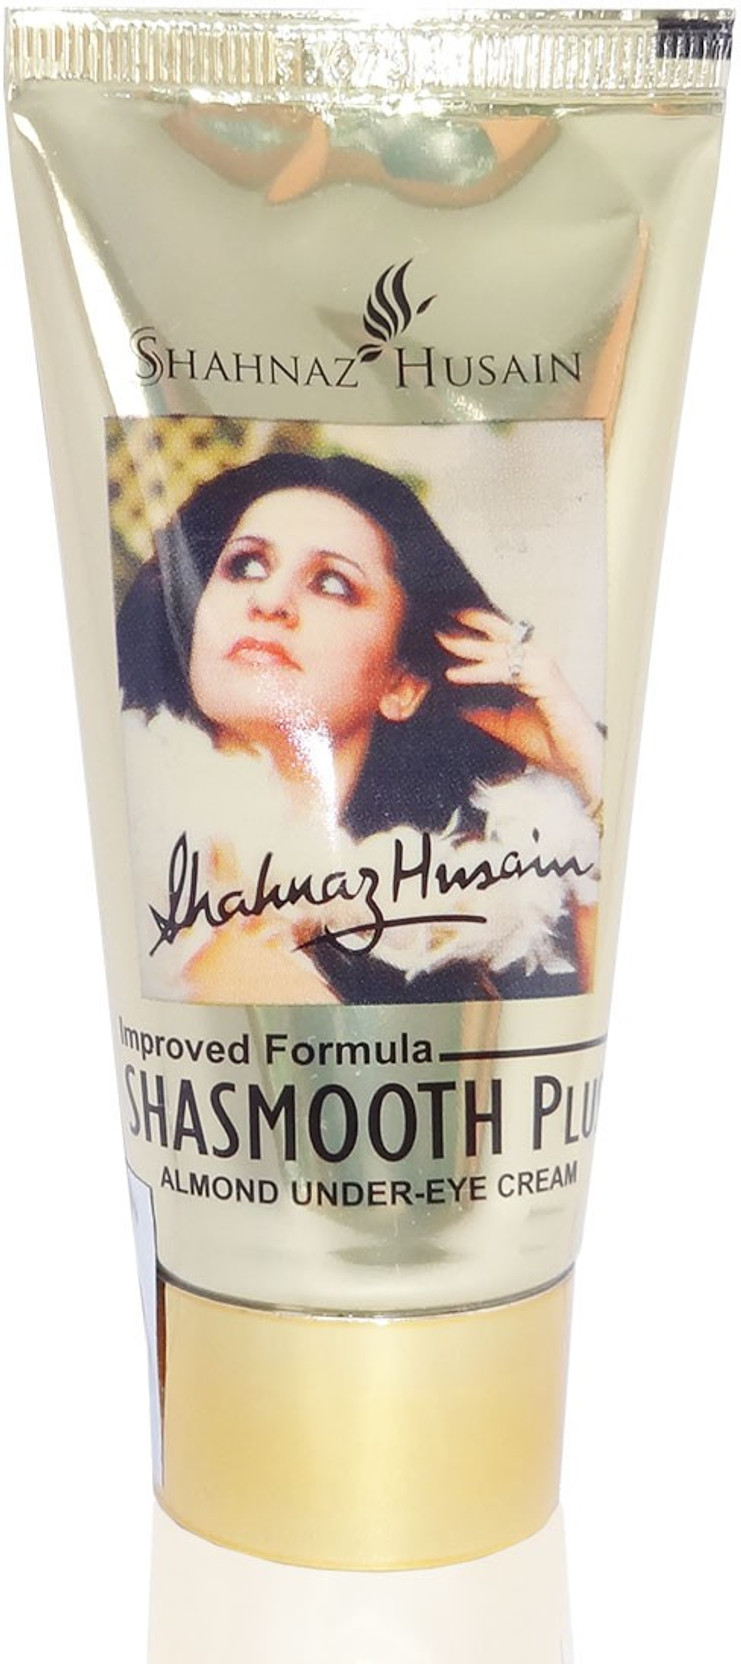 SHAHNAZ HUSAIN
Shahnaz Husain
Improved Formula
SHASMOOTH PLU
ALMOND UNDER-EYE CREAM